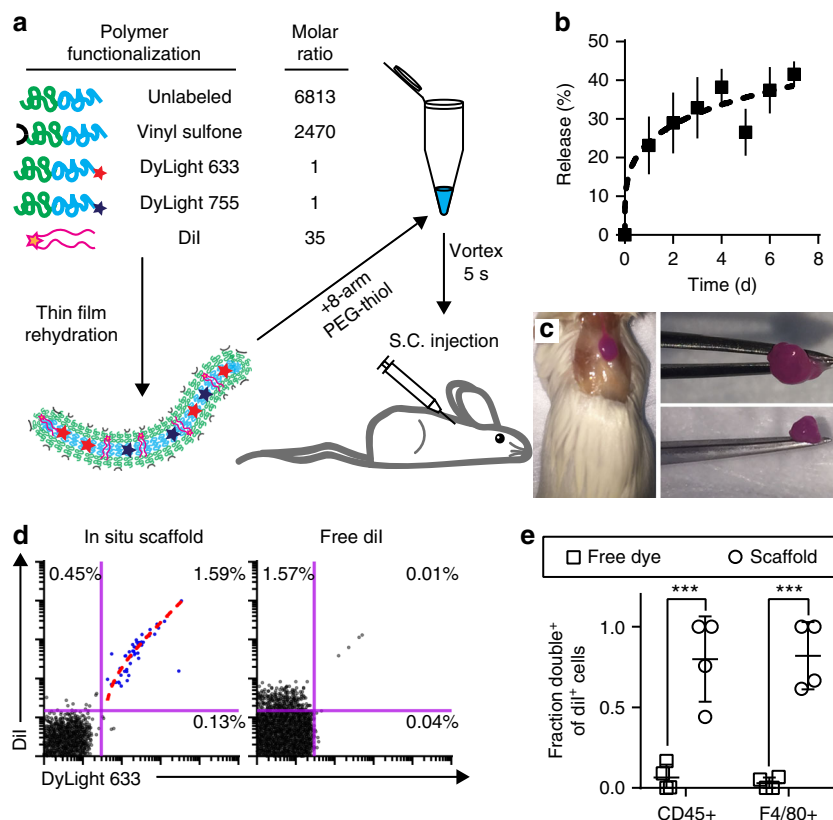 a
Polymer
functionalization
Molar
ratio
Unlabeled
6813
Vinyl sulfone
2470
DyLight 633
1
DyLight 755
1
DiI
35
Thin film
rehydration
+8-arm
PEG-thiol
Vortex
5 s
S.C. injection
b
Release (%)
50
40
30
20
10
0
0 2 4 6 8
Time (d)
c
d
In situ scaffold
Free diI
0.45%
1.59%
0.13%
1.57%
0.01%
0.04%
DiI
DyLight 633
e
Free dye
Scaffold
***
***
Fraction double+
of diI+ cells
1.0
0.5
0.0
CD45+
F4/80+